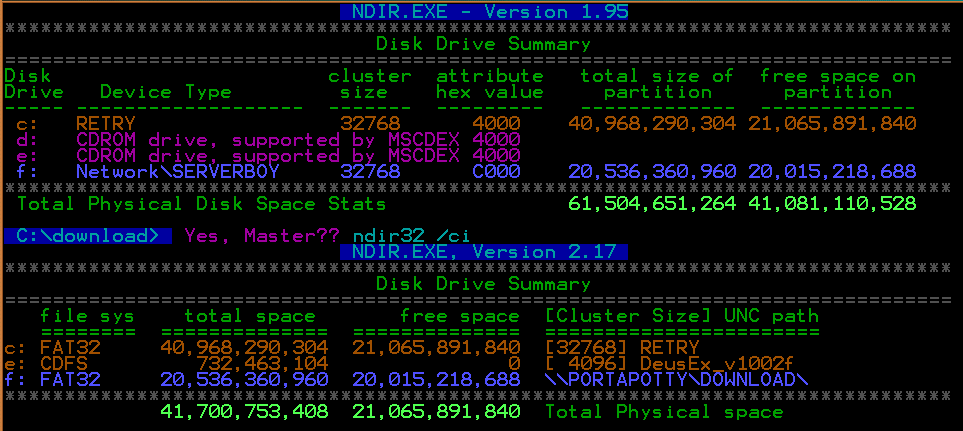 NDIR.EXE - Version 1.95
*******************************************************************************
Disk Drive Summary
===============================================================================
Disk                       cluster  attribute   total size of  free space on
Drive   Device Type         size    hex value     partition      partition
----- -------------------  -------  ---------  -------------- --------------
c:   RETRY                 32768      4000     40,968,290,304 21,065,891,840
d:   CDROM drive, supported by MSCDEX 4000
e:   CDROM drive, supported by MSCDEX 4000
f:   Network\SERVERBOY     32768      C000     20,536,360,960 20,015,218,688
*******************************************************************************
Total Physical Disk Space Stats               61,504,651,264 41,081,110,528
C:\download>  Yes, Master?? ndir32 /ci
NDIR.EXE, Version 2.17
*******************************************************************************
Disk Drive Summary
===============================================================================
file sys    total space      free space  [Cluster Size] UNC path
========  ==============  ==============  =======================
c: FAT32     40,968,290,304  21,065,891,840  [32768] RETRY
e: CDFS         732,463,104               0  [ 4096] DeusEx_v1002f
f: FAT32     20,536,360,960  20,015,218,688  \\PORTAPOTTY\DOWNLOAD\
*******************************************************************************
41,700,753,408  21,065,891,840  Total Physical space